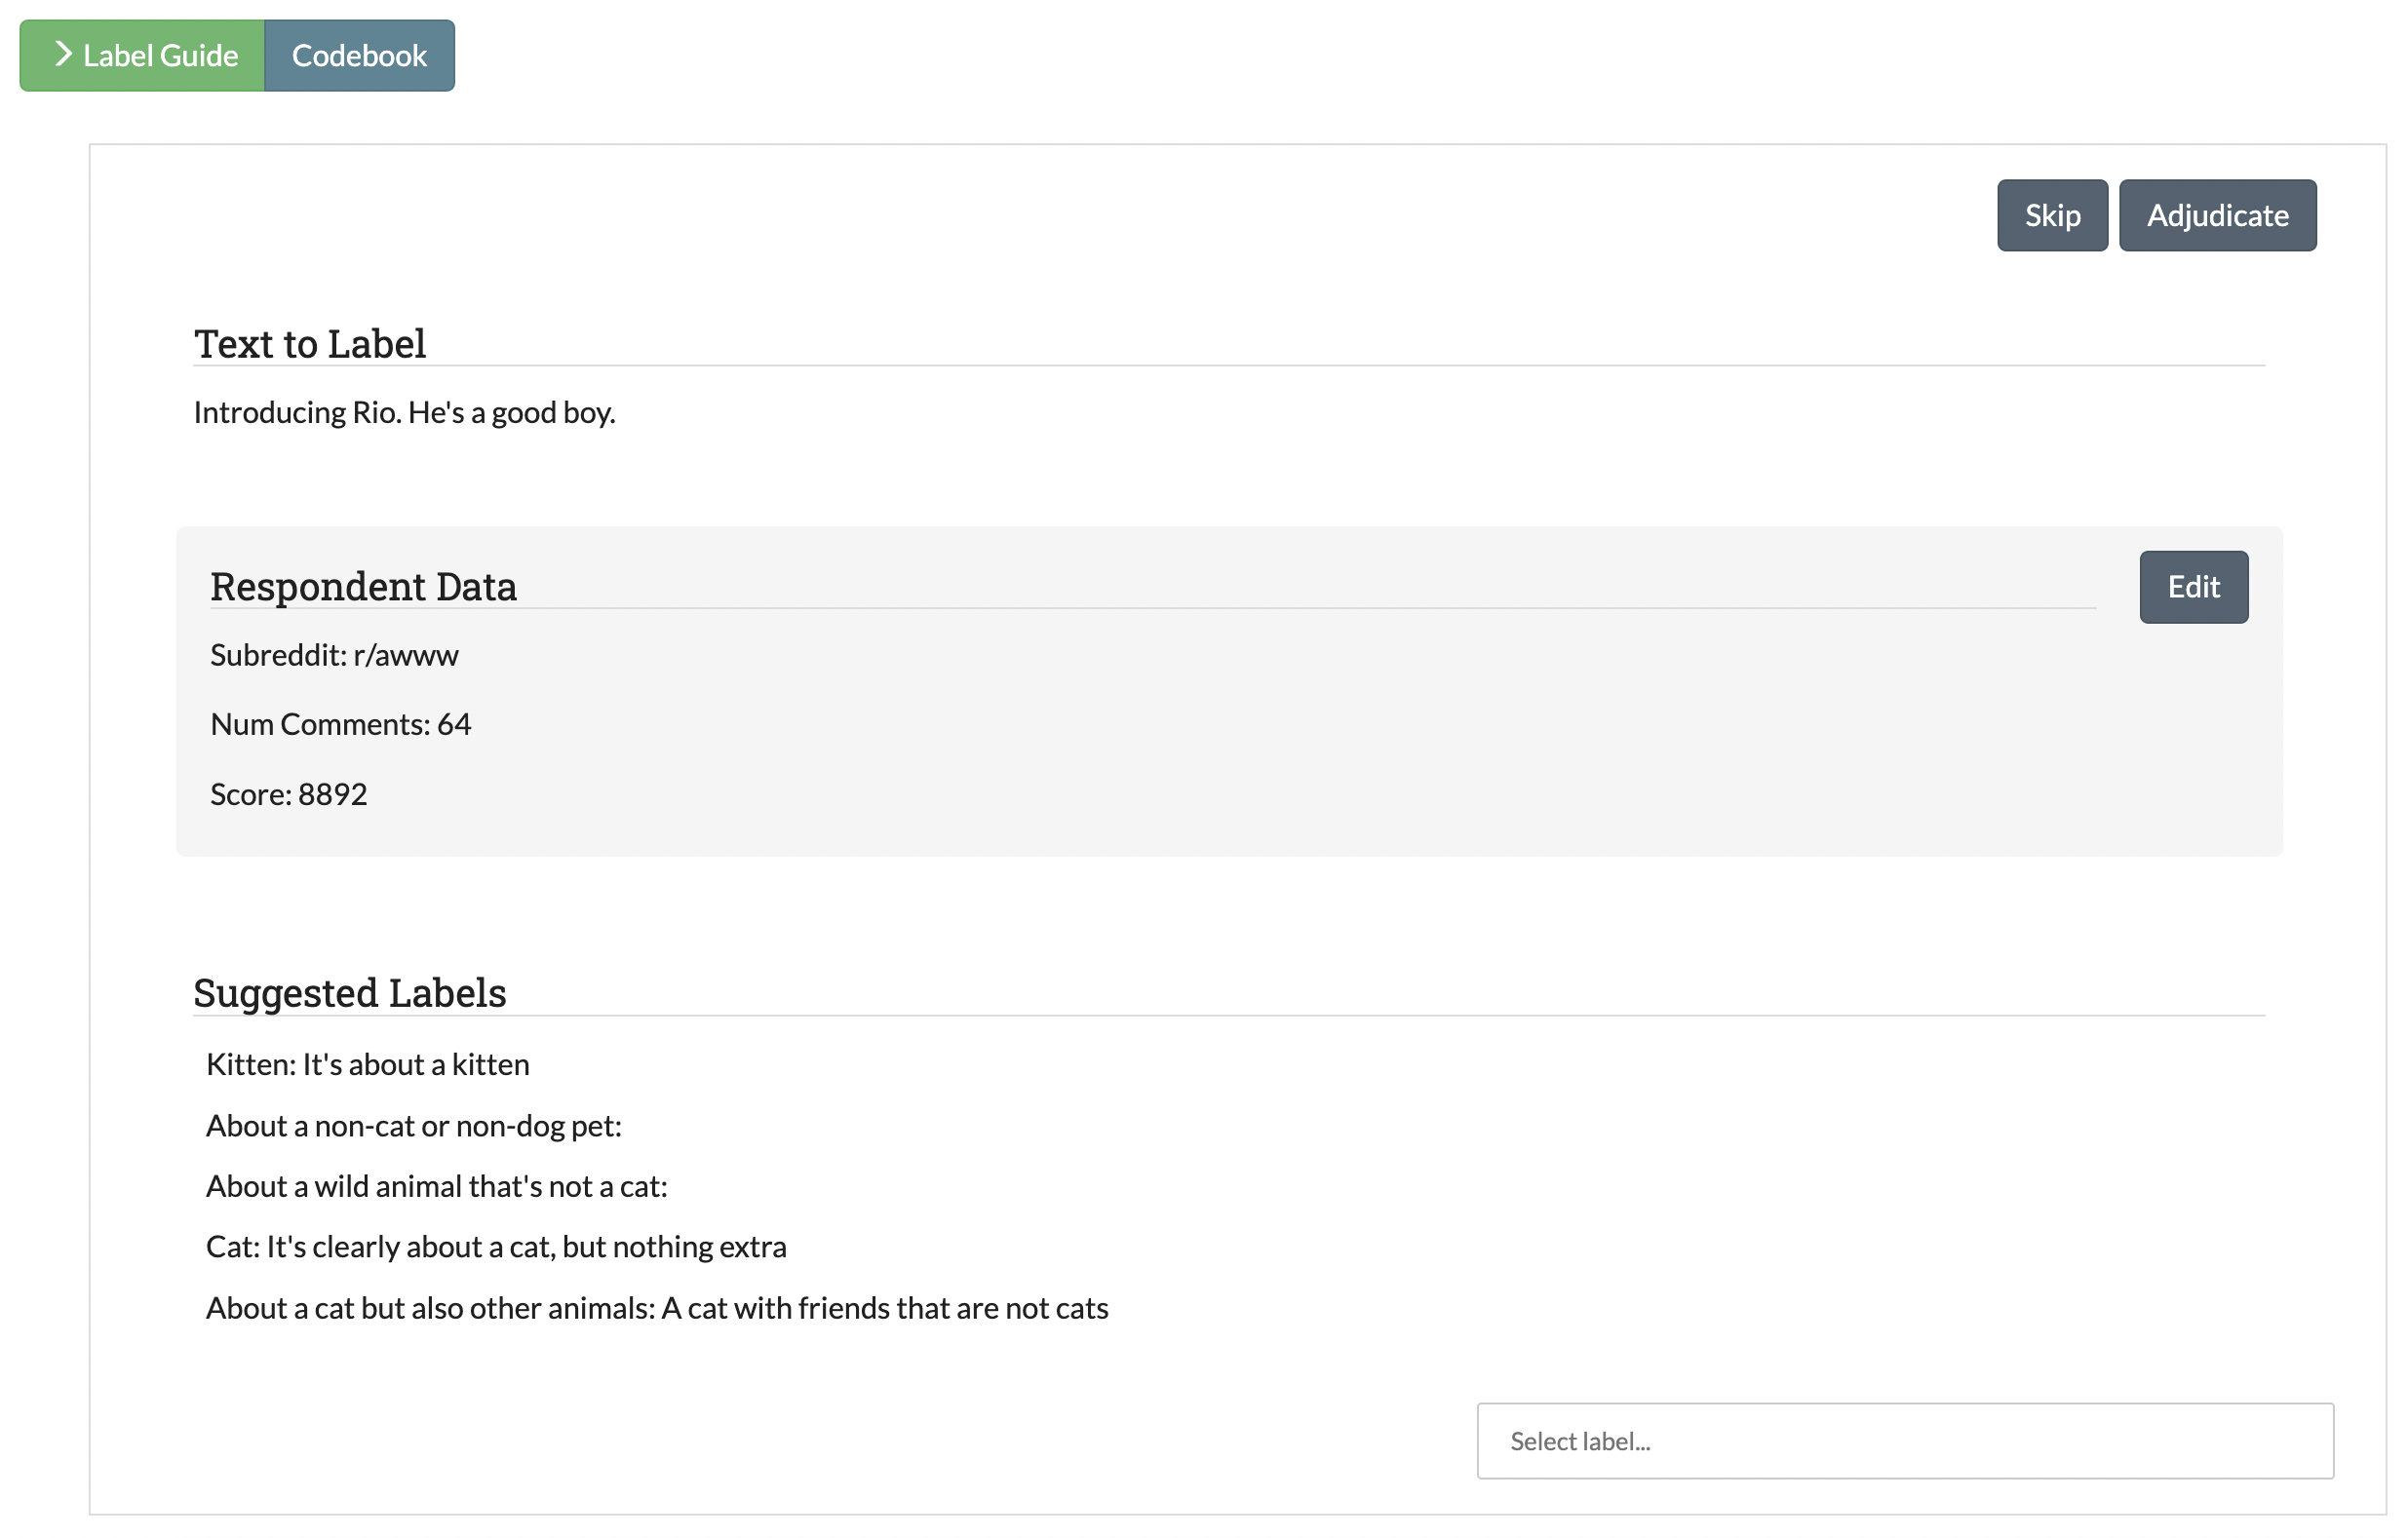 Label Guide Codebook
Skip Adjudicate
Text to Label
Introducing Rio. He's a good boy.
Respondent Data
Edit
Subreddit: r/awww
Num Comments: 64
Score: 8892
Suggested Labels
Kitten: It's about a kitten
About a non-cat or non-dog pet:
About a wild animal that's not a cat:
Cat: It's clearly about a cat, but nothing extra
About a cat but also other animals: A cat with friends that are not cats
Select label...